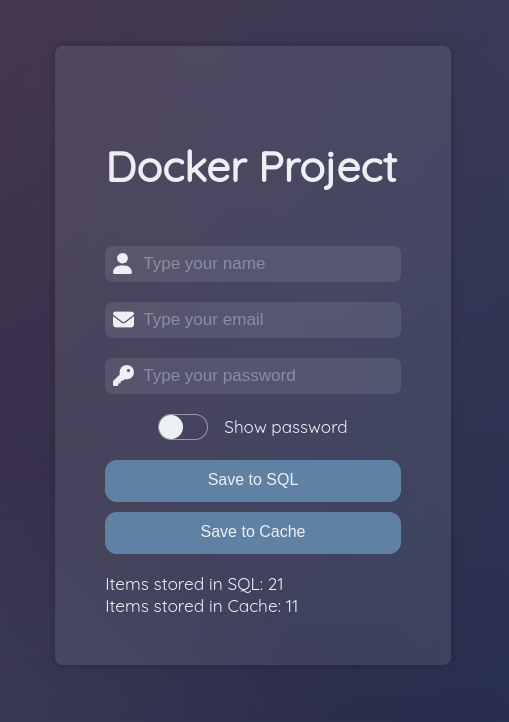 Docker Project
Type your name
Type your email
Type your password
Show password
Save to SQL
Save to Cache
Items stored in SQL: 21
Items stored in Cache: 11